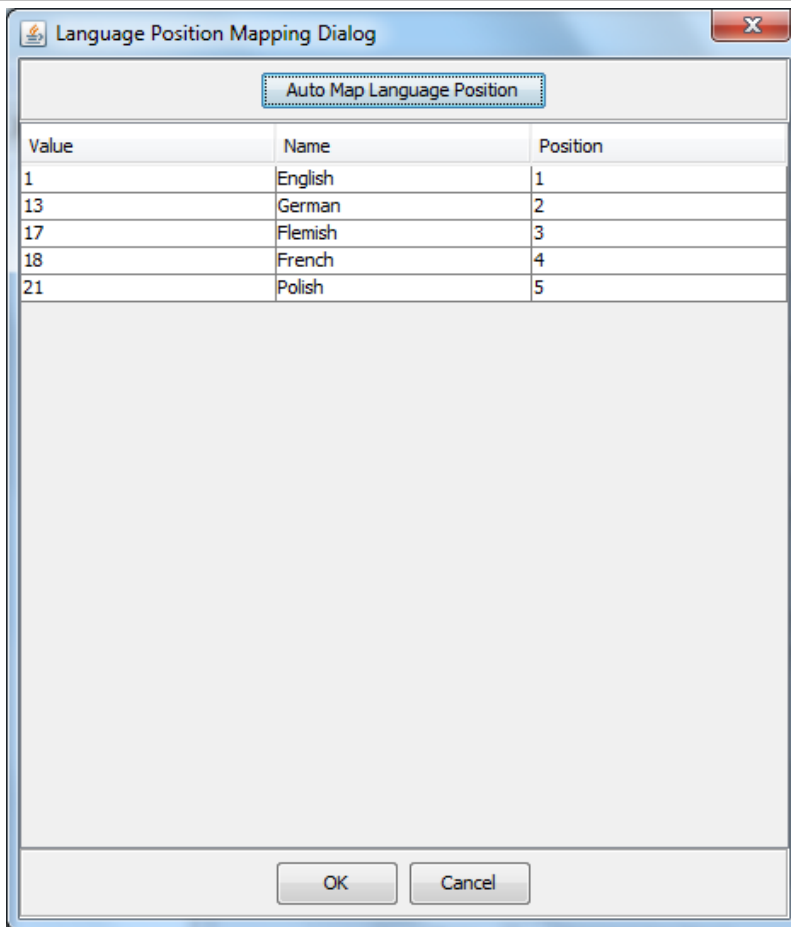 Language Position Mapping Dialog
Auto Map Language Position
Value Name Position
1 English 1
13 German 2
17 Flemish 3
18 French 4
21 Polish 5
OK Cancel